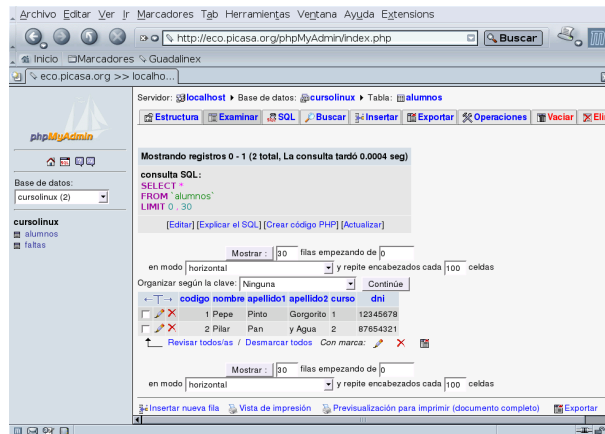 Archivo Editar Ver Ir Marcadores Tab Herramientas Ventana Ayuda Extensions
http://eco.picasa.org/phpMyAdmin/index.php Buscar
Inicio Marcadores Guadalinex
eco.picasa.org >> localho...
Servidor: localhost ▸ Base de datos: cursolinux ▸ Tabla: alumnos
Estructura Examinar SQL Buscar Insertar Exportar Operaciones Vaciar Eli
phpMyAdmin
Base de datos:
cursolinux (2)
cursolinux
alumnos
faltas
Mostrando registros 0 - 1 (2 total, La consulta tardó 0.0004 seg)
consulta SQL:
SELECT *
FROM `alumnos`
LIMIT 0 , 30
[Editar] [Explicar el SQL] [Crear código PHP] [Actualizar]
Mostrar : 30 filas empezando de 0
en modo horizontal y repite encabezados cada 100 celdas
Organizar según la clave: Ninguna Continúe
←T→ codigo nombre apellido1 apellido2 curso dni
1 Pepe Pinto Gorgorito 1 12345678
2 Pilar Pan y Agua 2 87654321
Revisar todos/as / Desmarcar todos Con marca:
Mostrar : 30 filas empezando de 0
en modo horizontal y repite encabezados cada 100 celdas
Insertar nueva fila Vista de impresión Previsualización para imprimir (documento completo) Exportar